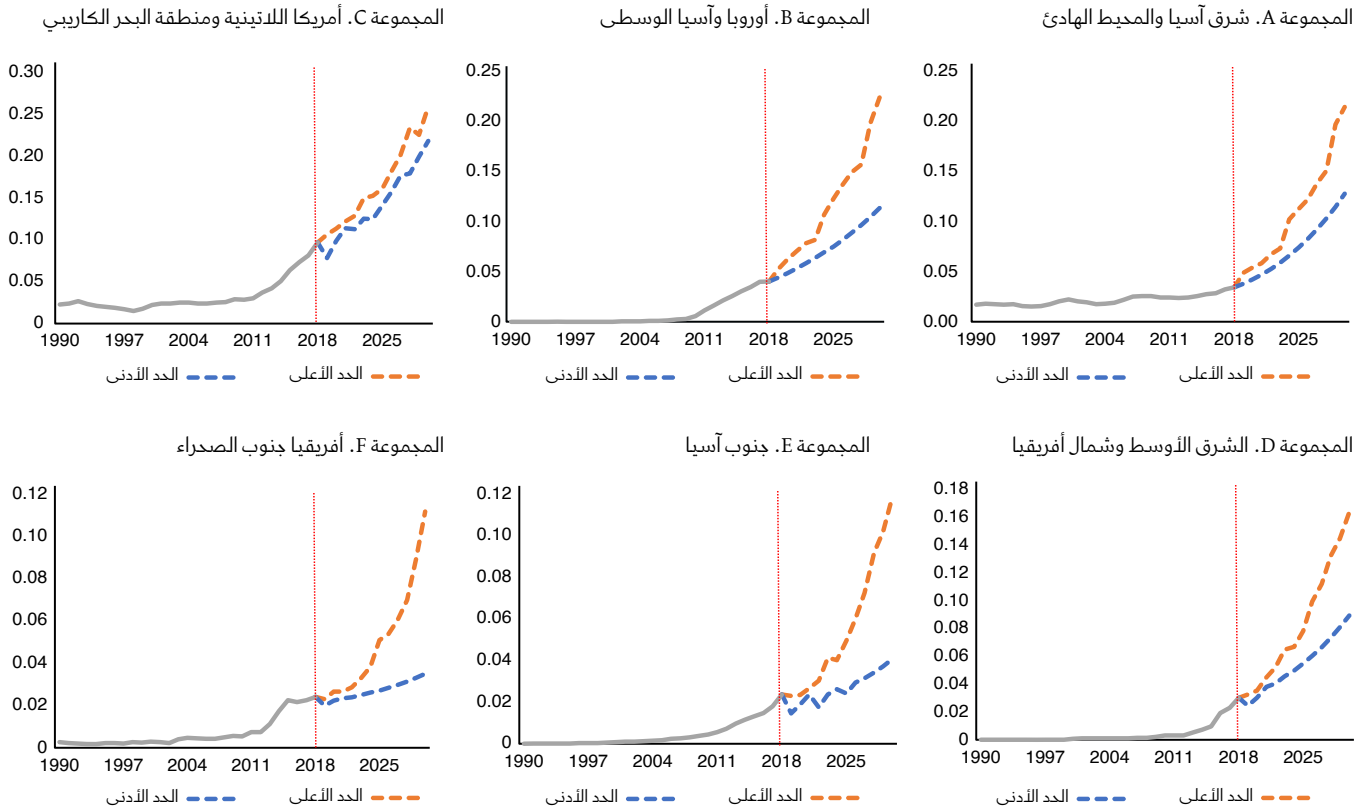 المجموعة A. شرق آسيا والمحيط الهادئ
0.25
0.20
0.15
0.10
0.05
0.00
1990 1997 2004 2011 2018 2025
الحد الأعلى الحد الأدنى
المجموعة B. أوروبا وآسيا الوسطى
0.25
0.20
0.15
0.10
0.05
0
1990 1997 2004 2011 2018 2025
الحد الأعلى الحد الأدنى
المجموعة C. أمريكا اللاتينية ومنطقة البحر الكاريبي
0.30
0.25
0.20
0.15
0.10
0.05
0
1990 1997 2004 2011 2018 2025
الحد الأعلى الحد الأدنى
المجموعة D. الشرق الأوسط وشمال أفريقيا
0.18
0.16
0.14
0.12
0.10
0.08
0.06
0.04
0.02
0
1990 1997 2004 2011 2018 2025
الحد الأعلى الحد الأدنى
المجموعة E. جنوب آسيا
0.12
0.10
0.08
0.06
0.04
0.02
0
1990 1997 2004 2011 2018 2025
الحد الأعلى الحد الأدنى
المجموعة F. أفريقيا جنوب الصحراء
0.12
0.10
0.08
0.06
0.04
0.02
0
1990 1997 2004 2011 2018 2025
الحد الأعلى الحد الأدنى